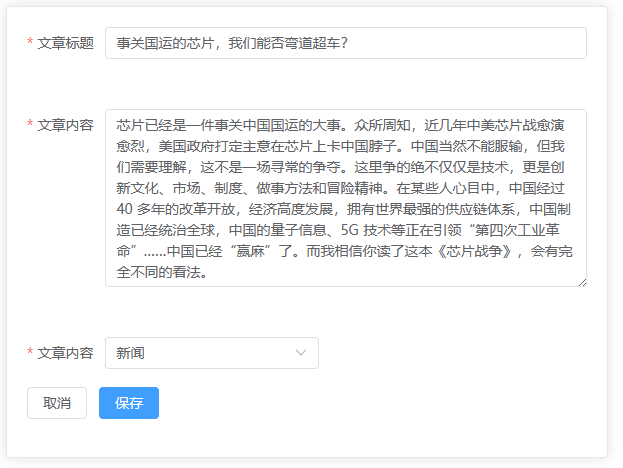 * 文章标题 事关国运的芯片，我们能否弯道超车？
* 文章内容 芯片已经是一件事关中国国运的大事。众所周知，近几年中美芯片战愈演
愈烈，美国政府打定主意在芯片上卡中国脖子。中国当然不能服输，但我
们需要理解，这不是一场寻常的争夺。这里争的绝不仅仅是技术，更是创
新文化、市场、制度、做事方法和冒险精神。在某些人心目中，中国经过
40 多年的改革开放，经济高度发展，拥有世界最强的供应链体系，中国制
造已经统治全球，中国的量子信息、5G 技术等正在引领“第四次工业革
命”……中国已经“赢麻”了。而我相信你读了这本《芯片战争》，会有完
全不同的看法。
* 文章内容 新闻
取消 保存